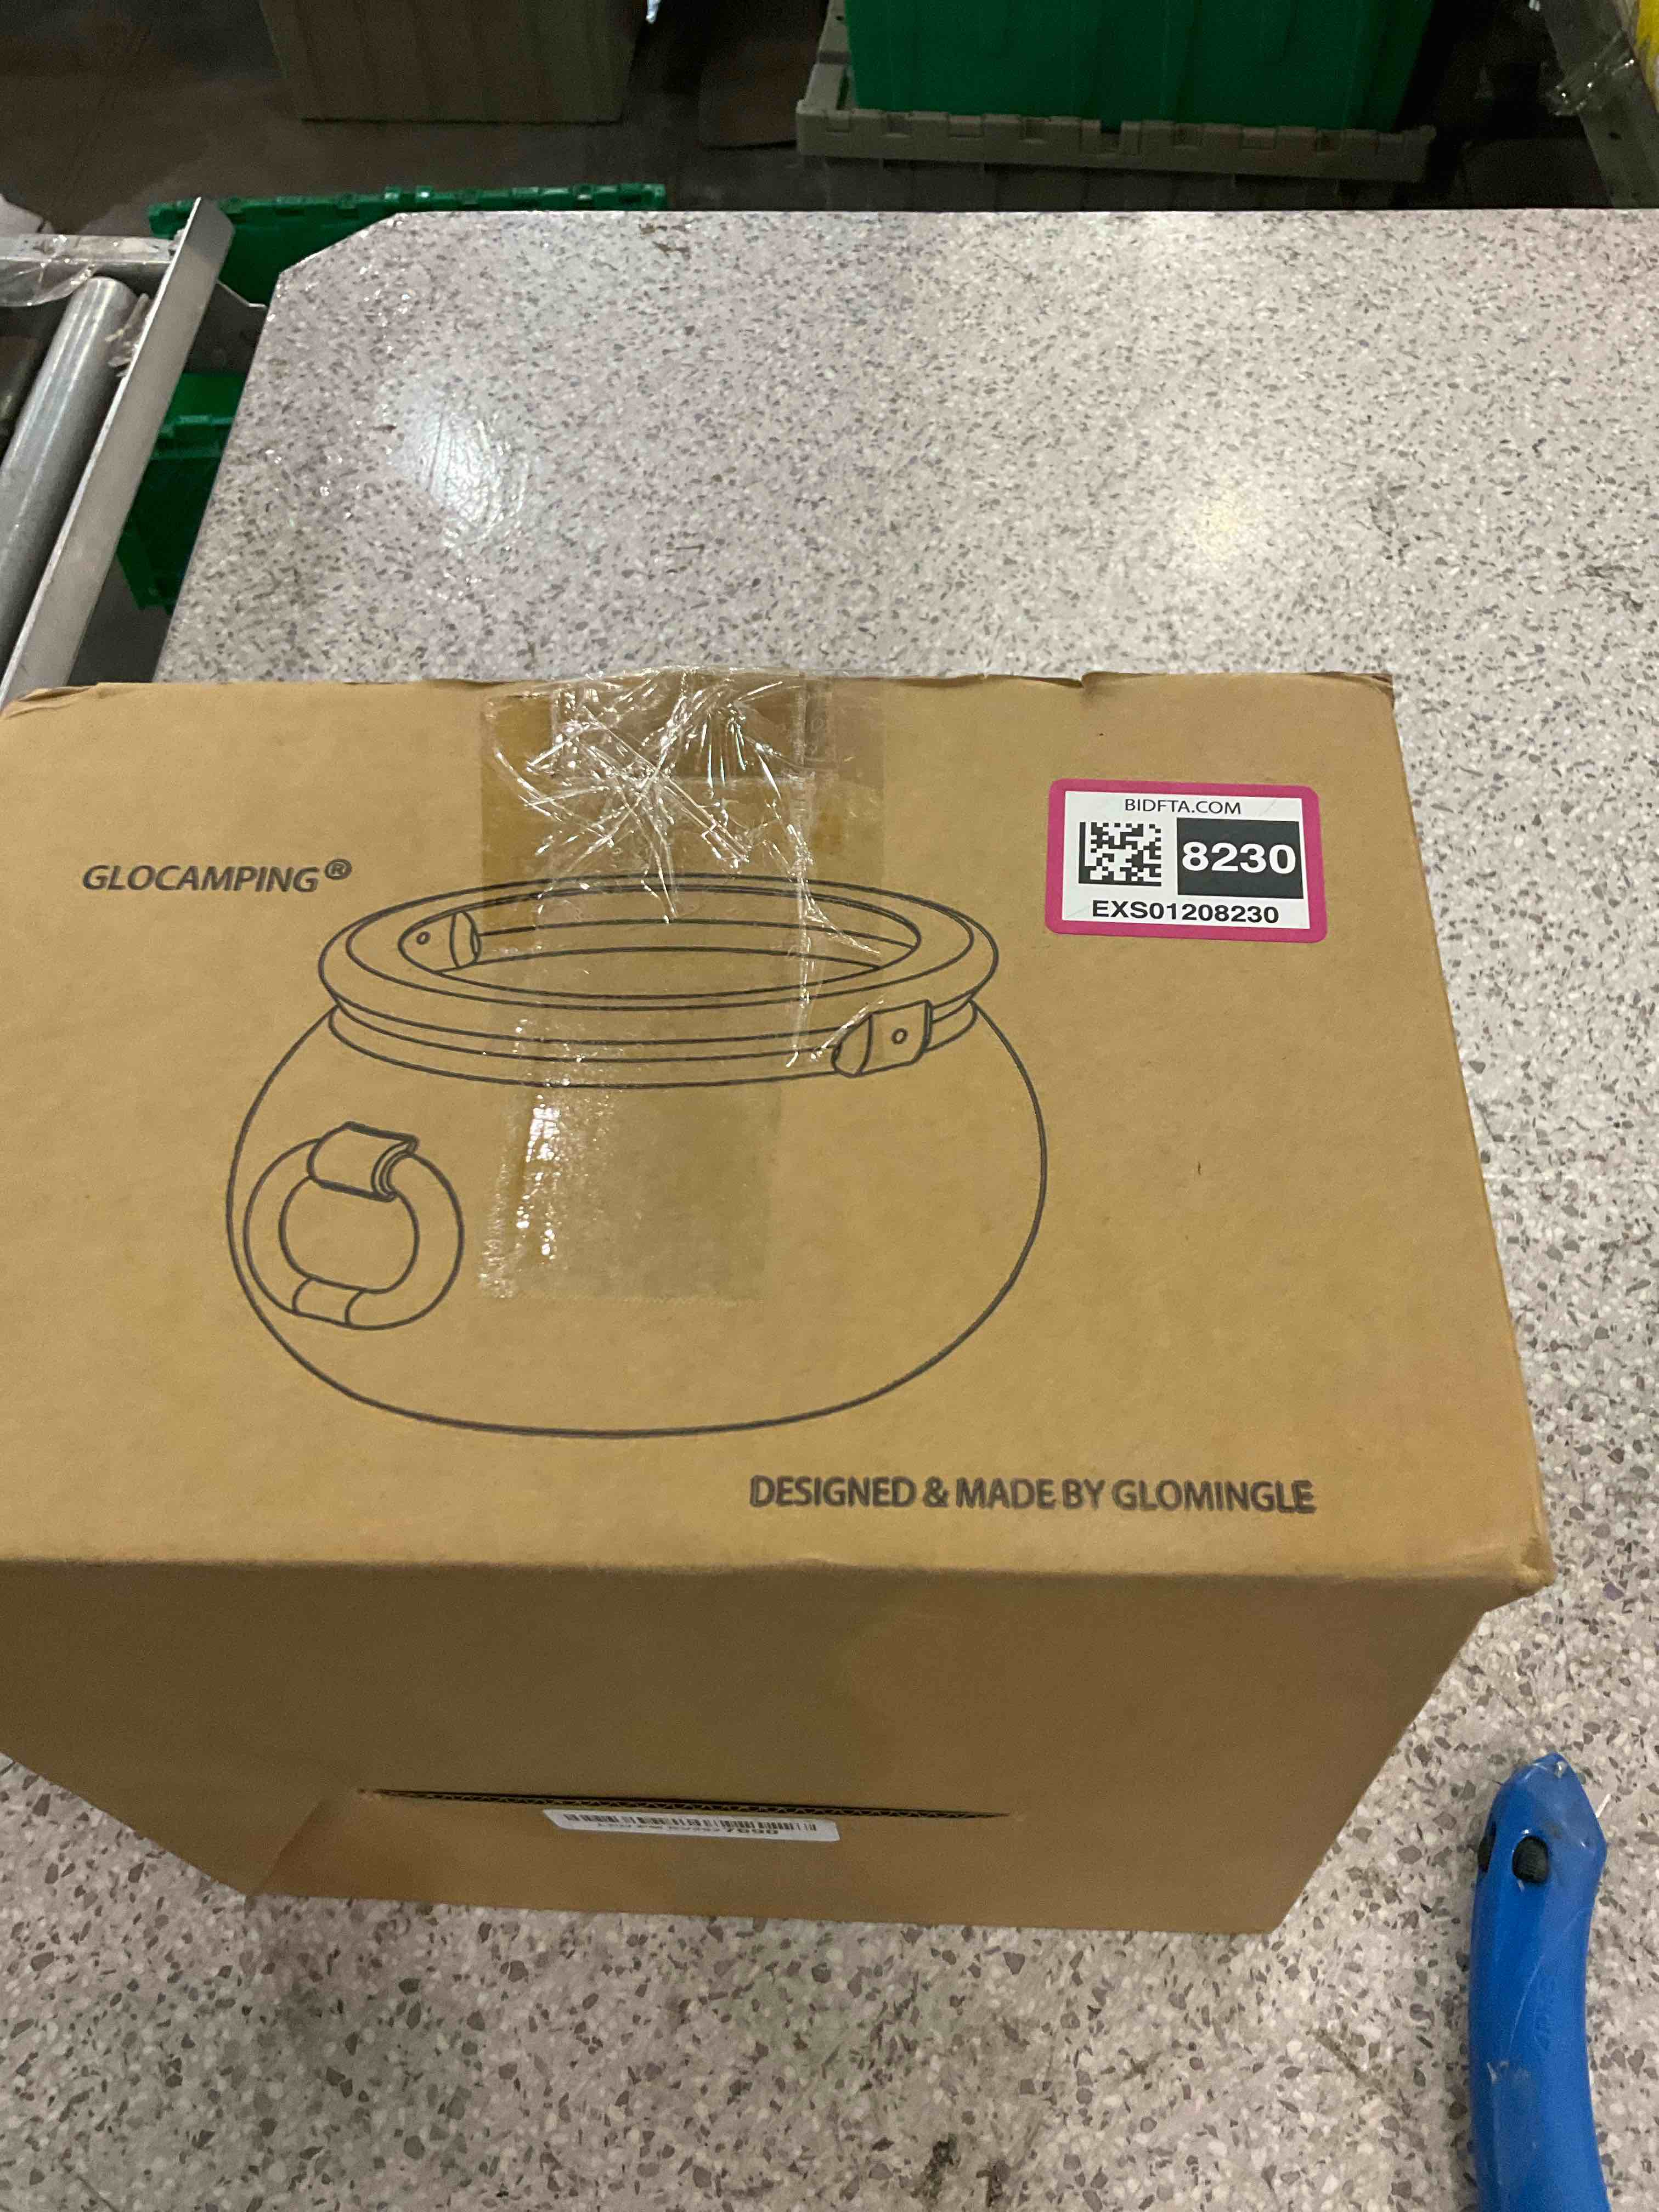 BIDFTA.COM
8230
EXS01208230
GLOCAMPING®
DESIGNED & MADE BY GLOMINGLE